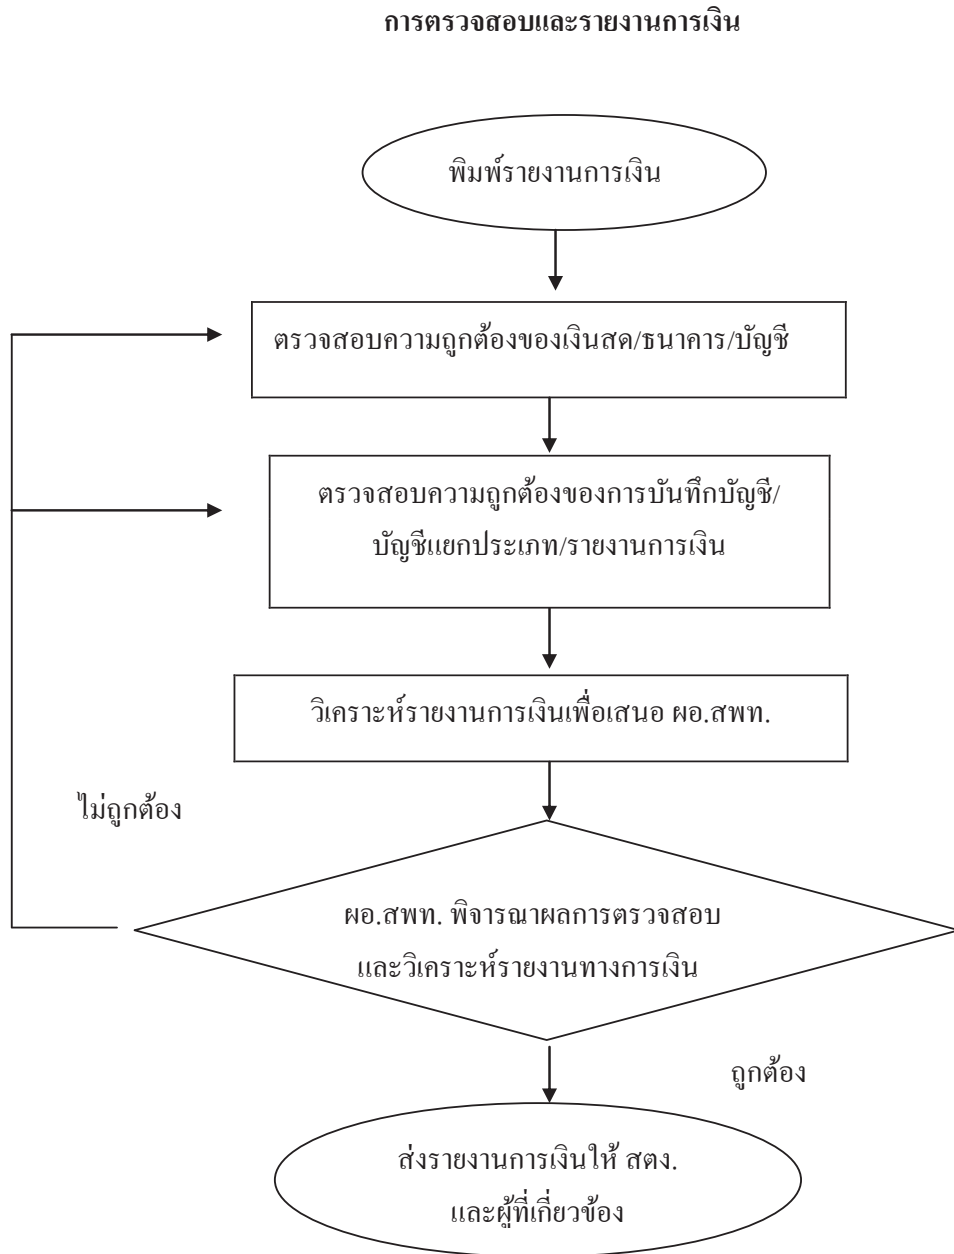 การตรวจสอบและรายงานการเงิน
พิมพ์รายงานการเงิน
ตรวจสอบความถูกต้องของเงินสด/ธนาคาร/บัญชี
ตรวจสอบความถูกต้องของการบันทึกบัญชี/
บัญชีแยกประเภท/รายงานการเงิน
วิเคราะห์รายงานการเงินเพื่อเสนอ ผอ.สพท.
ไม่ถูกต้อง
ผอ.สพท. พิจารณาผลการตรวจสอบ
และวิเคราะห์รายงานทางการเงิน
ถูกต้อง
ส่งรายงานการเงินให้ สตง.
และผู้ที่เกี่ยวข้อง